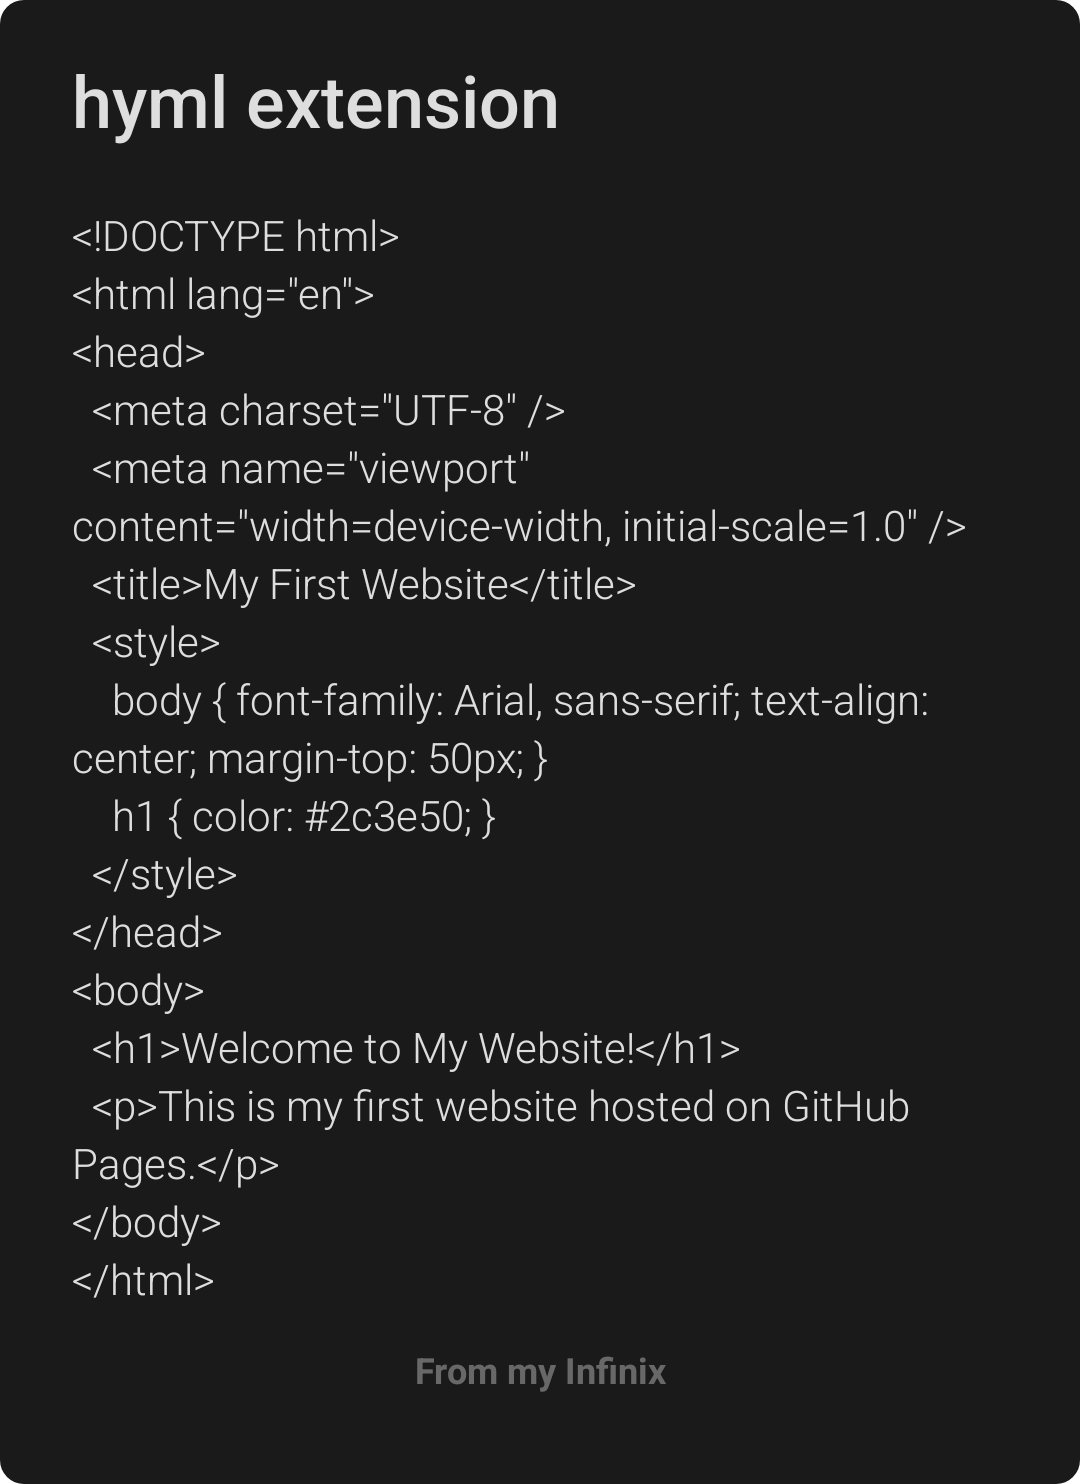 hyml extension
<!DOCTYPE html>
<html lang="en">
<head>
  <meta charset="UTF-8" />
  <meta name="viewport"
content="width=device-width, initial-scale=1.0" />
  <title>My First Website</title>
  <style>
    body { font-family: Arial, sans-serif; text-align:
center; margin-top: 50px; }
    h1 { color: #2c3e50; }
  </style>
</head>
<body>
  <h1>Welcome to My Website!</h1>
  <p>This is my first website hosted on GitHub
Pages.</p>
</body>
</html>
From my Infinix